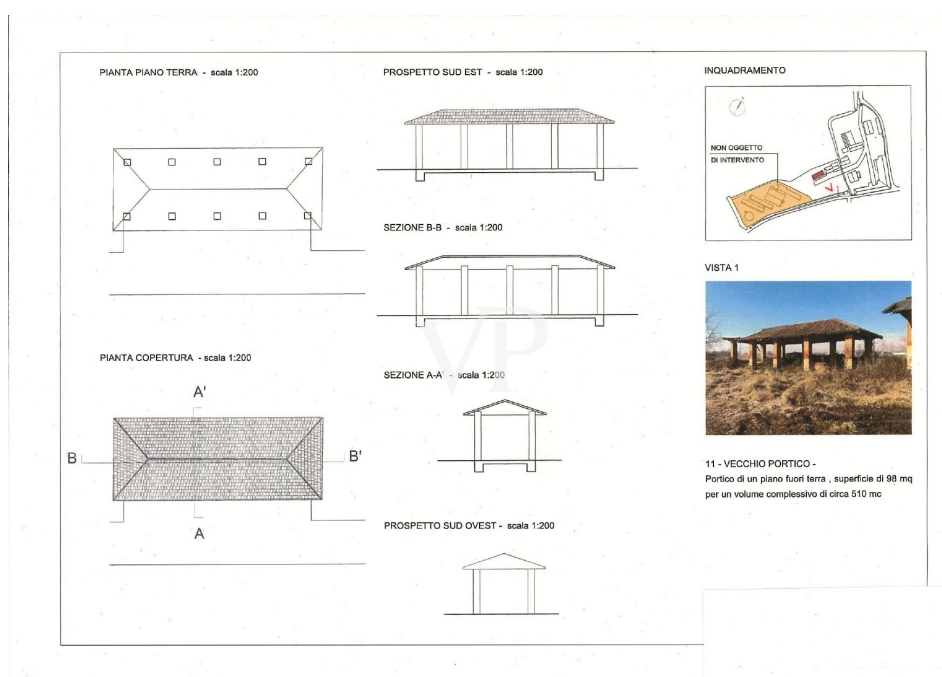 PIANTA PIANO TERRA - scala 1:200
PIANTA COPERTURA - scala 1:200
A'
B
B'
A
PROSPETTO SUD EST - scala 1:200
SEZIONE B-B - scala 1:200
VP
SEZIONE A-A' - scala 1:200
PROSPETTO SUD OVEST - scala 1:200
INQUADRAMENTO
NON OGGETTO
DI INTERVENTO
1
VISTA 1
11 - VECCHIO PORTICO -
Portico di un piano fuori terra , superficie di 98 mq
per un volume complessivo di circa 510 mc